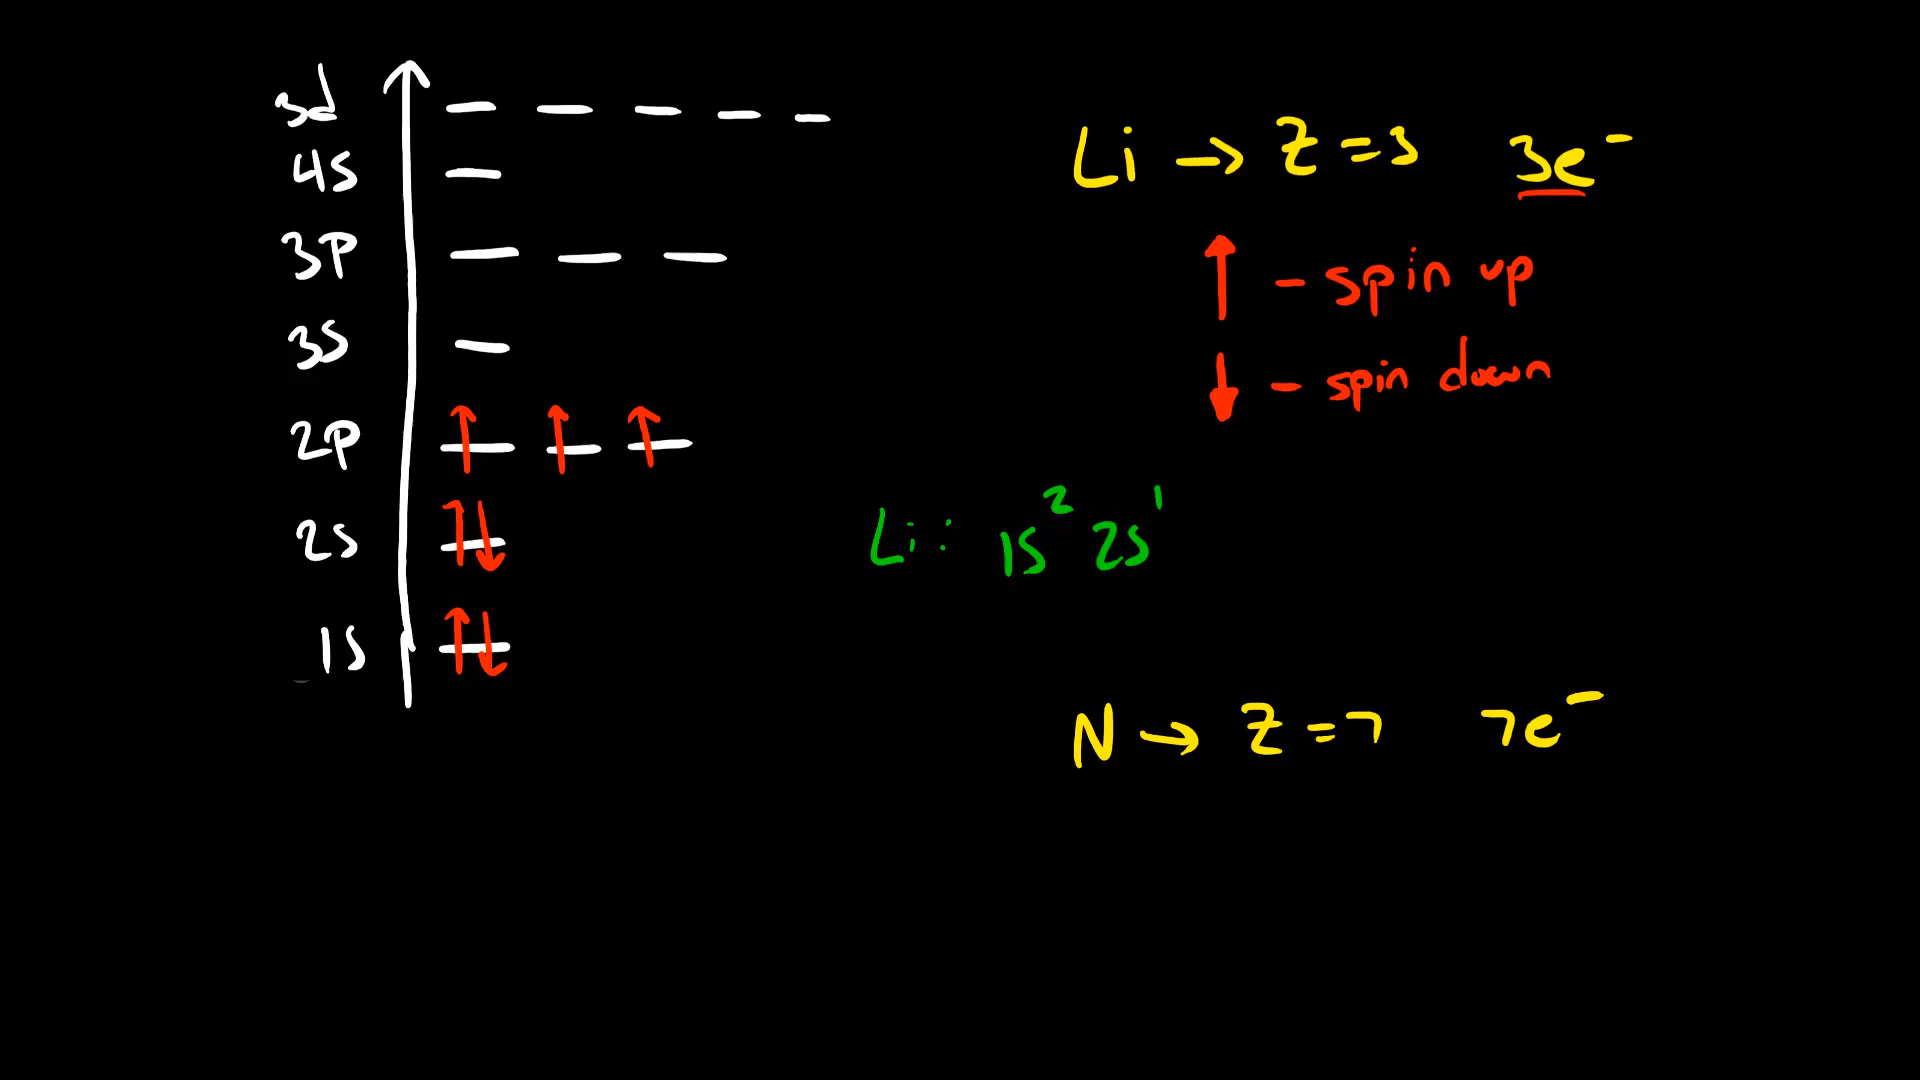 3d
4s
3p
3s
2p
2s
1s
Li → Z = 3 3e⁻
↑ - spin up
↓ - spin down
Li: 1s² 2s¹
N → Z = 7 7e⁻